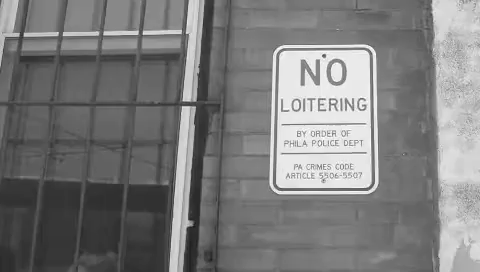 NO
LOITERING
BY ORDER OF
PHILA POLICE DEPT
PA CRIMES CODE
ARTICLE 5506-5507